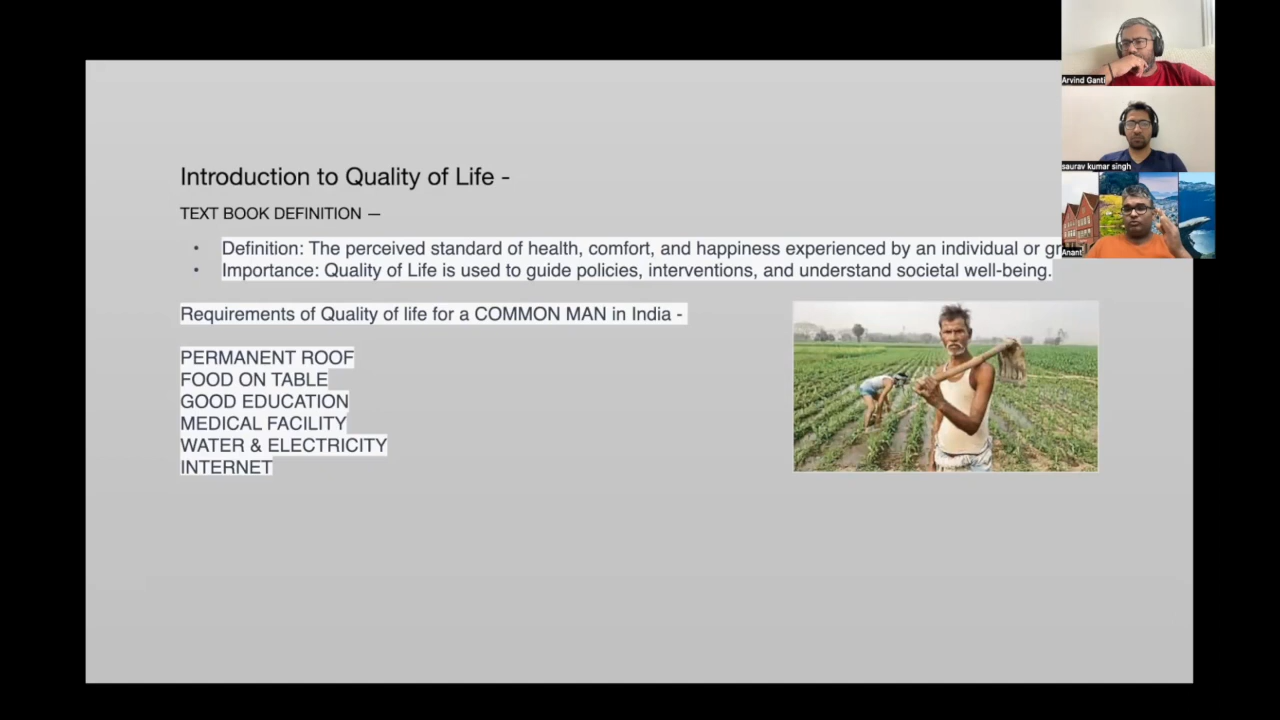 Introduction to Quality of Life -
TEXT BOOK DEFINITION —
• Definition: The perceived standard of health, comfort, and happiness experienced by an individual or
• Importance: Quality of Life is used to guide policies, interventions, and understand societal well-being.
Requirements of Quality of life for a COMMON MAN in India -
PERMANENT ROOF
FOOD ON TABLE
GOOD EDUCATION
MEDICAL FACILITY
WATER & ELECTRICITY
INTERNET
Arvind Ganti
saurav kumar singh
Anant